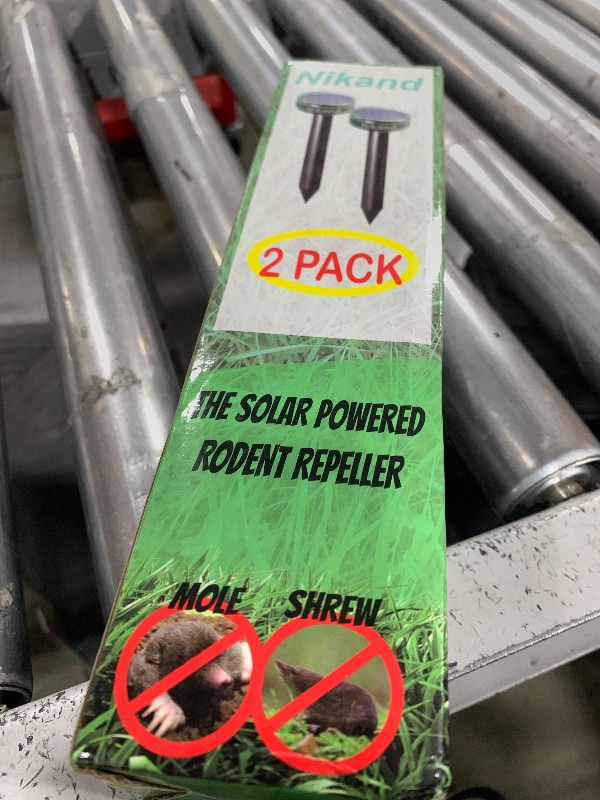 Nikand
2 PACK
THE SOLAR POWERED
RODENT REPELLER
MOLE SHREW